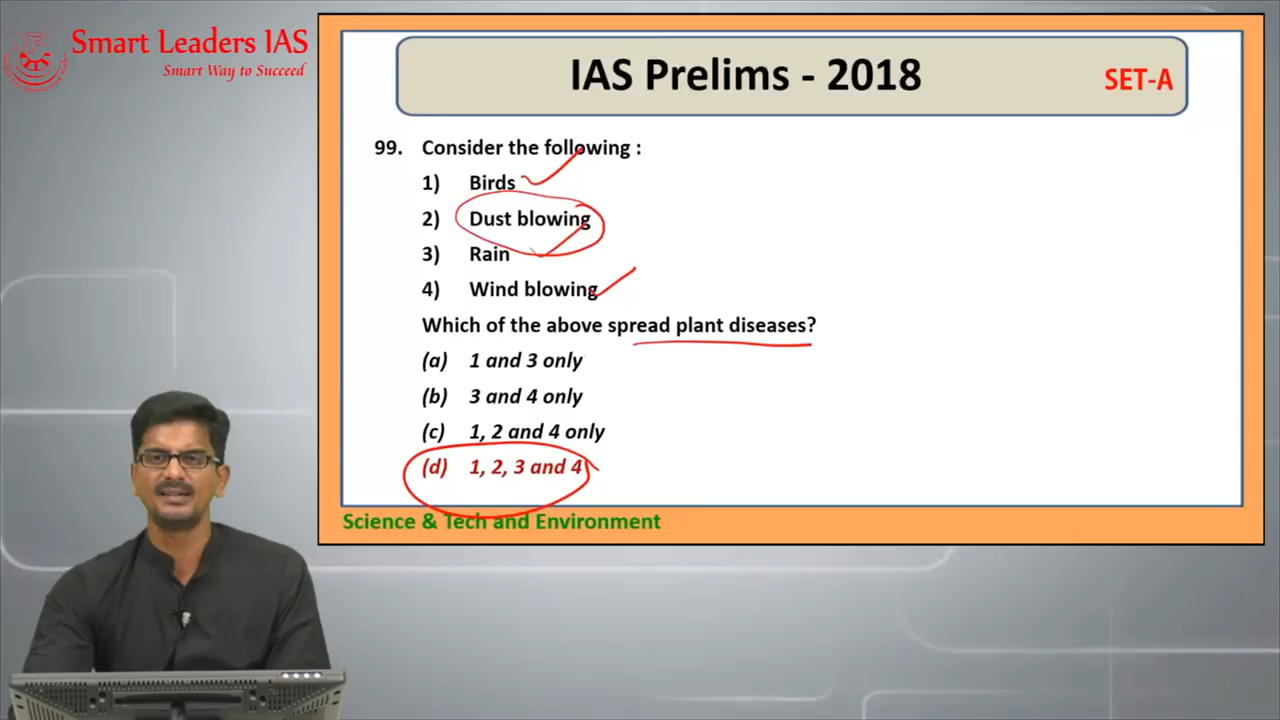 Smart Leaders IAS
Smart Way to Succeed
IAS Prelims - 2018
SET-A
99. Consider the following :
1) Birds
2) Dust blowing
3) Rain
4) Wind blowing
Which of the above spread plant diseases?
(a) 1 and 3 only
(b) 3 and 4 only
(c) 1, 2 and 4 only
(d) 1, 2, 3 and 4
Science & Tech and Environment